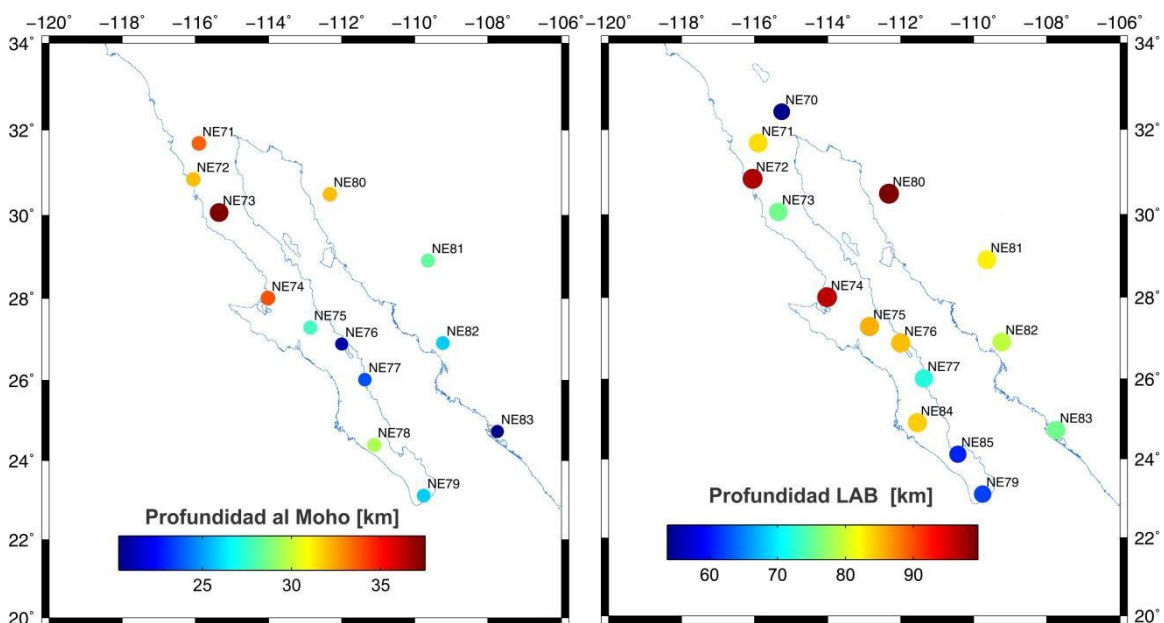 −120° −118° −116° −114° −112° −110° −108° −106°
34°
32°
30°
28°
26°
24°
22°
20°
NE71
NE72
NE73
NE80
NE81
NE74
NE75
NE76
NE82
NE77
NE83
NE78
NE79
Profundidad al Moho [km]
25 30 35
−120° −118° −116° −114° −112° −110° −108° −106°
34°
32°
30°
28°
26°
24°
22°
20°
NE70
NE71
NE72
NE73
NE80
NE81
NE74
NE75
NE76
NE82
NE77
NE84
NE83
NE85
NE79
Profundidad LAB [km]
60 70 80 90